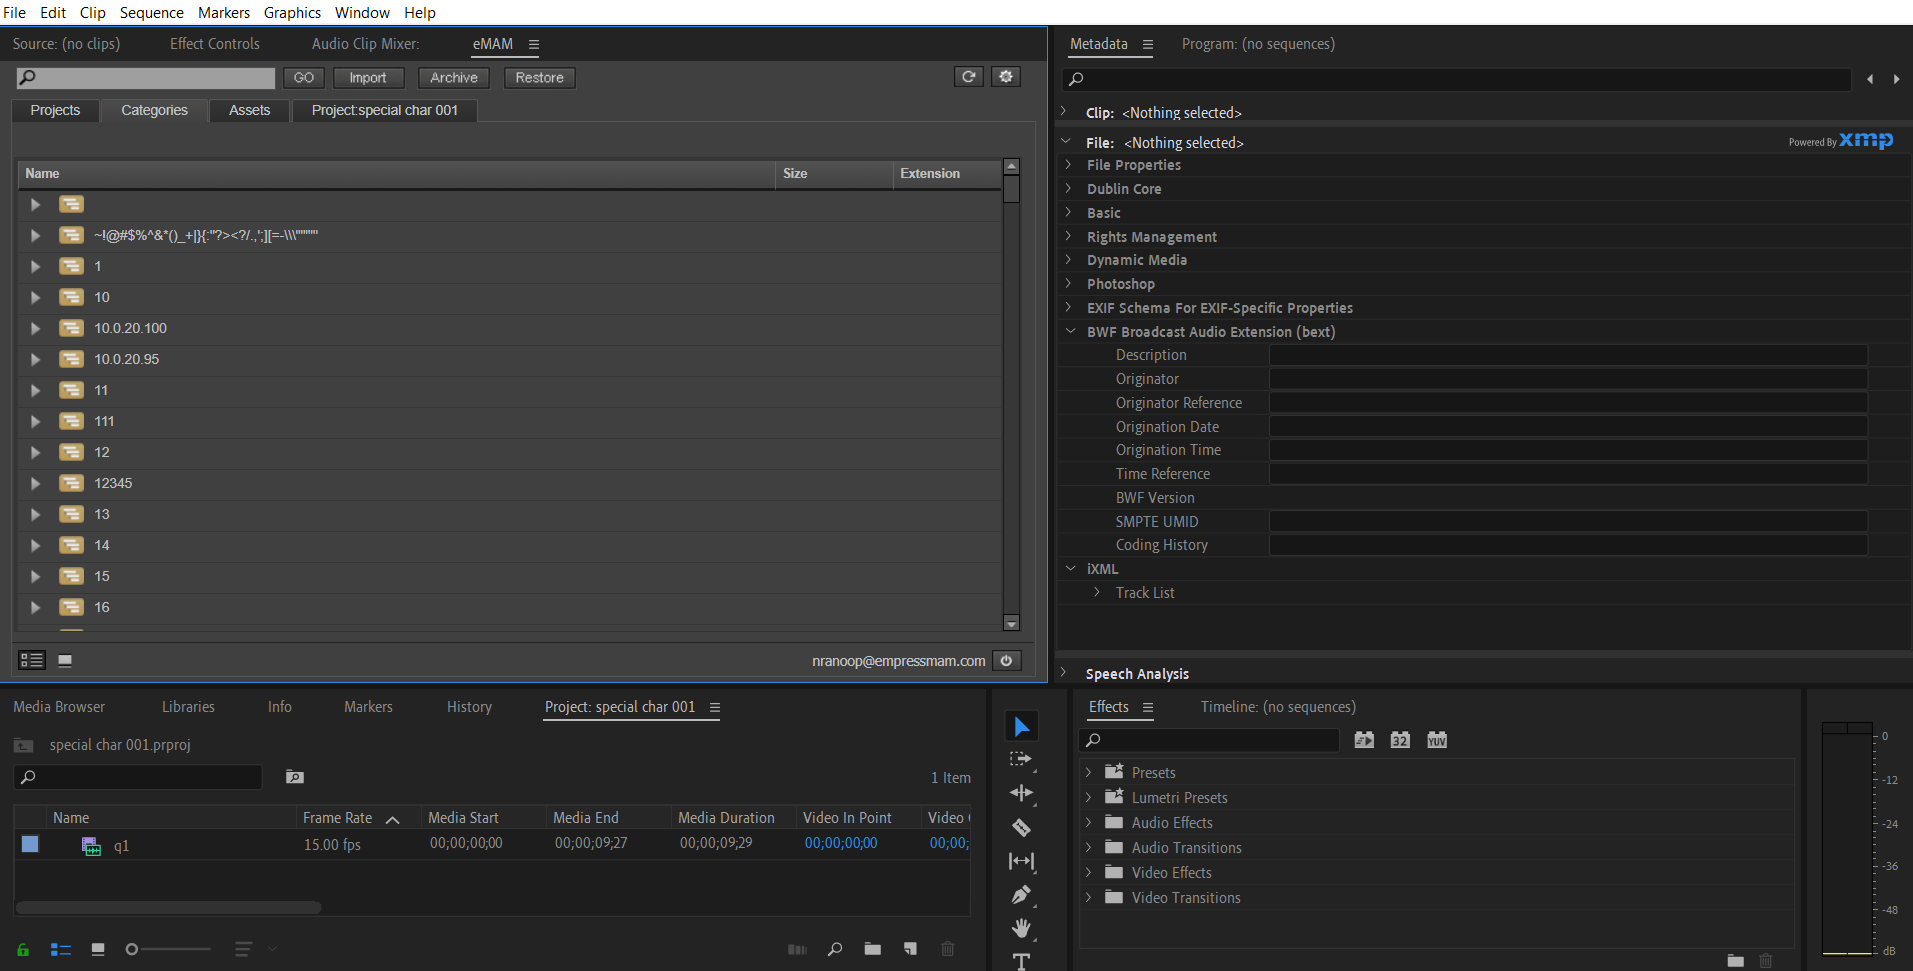 File Edit Clip Sequence Markers Graphics Window Help
Source: (no clips) Effect Controls Audio Clip Mixer: eMAM
GO Import Archive Restore
Projects Categories Assets Project:special char 001
Name Size Extension
~!@#$%^&*()_+|}{:"?><?/.,';][=-\\\"""""
1
10
10.0.20.100
10.0.20.95
11
111
12
12345
13
14
15
16
nranoop@empressmam.com
Metadata Program: (no sequences)
Clip: <Nothing selected>
File: <Nothing selected> Powered By xmp
File Properties
Dublin Core
Basic
Rights Management
Dynamic Media
Photoshop
EXIF Schema For EXIF-Specific Properties
BWF Broadcast Audio Extension (bext)
Description
Originator
Originator Reference
Origination Date
Origination Time
Time Reference
BWF Version
SMPTE UMID
Coding History
iXML
Track List
Speech Analysis
Media Browser Libraries Info Markers History Project: special char 001
special char 001.prproj
1 Item
Name Frame Rate Media Start Media End Media Duration Video In Point Video
q1 15.00 fps 00;00;00;00 00;00;09;27 00;00;09;29 00;00;00;00 00;00;
Effects Timeline: (no sequences)
32 YUV
Presets
Lumetri Presets
Audio Effects
Audio Transitions
Video Effects
Video Transitions
0
-12
-24
-36
-48
dB